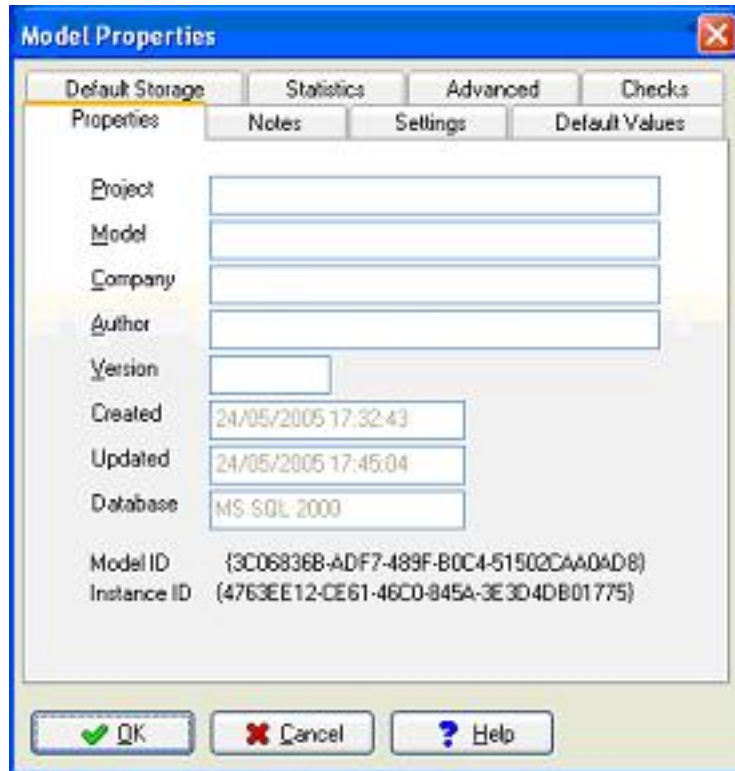 Model Properties
Default Storage Statistics Advanced Checks
Properties Notes Settings Default Values
Project
Model
Company
Author
Version
Created 24/05/2005 17:32:43
Updated 24/05/2005 17:45:04
Database MS SQL 2000
Model ID {3C06836B-ADF7-489F-B0C4-51502CAA0AD8}
Instance ID {4763EE12-CE61-46C0-845A-3E3D4DB01775}
OK Cancel Help